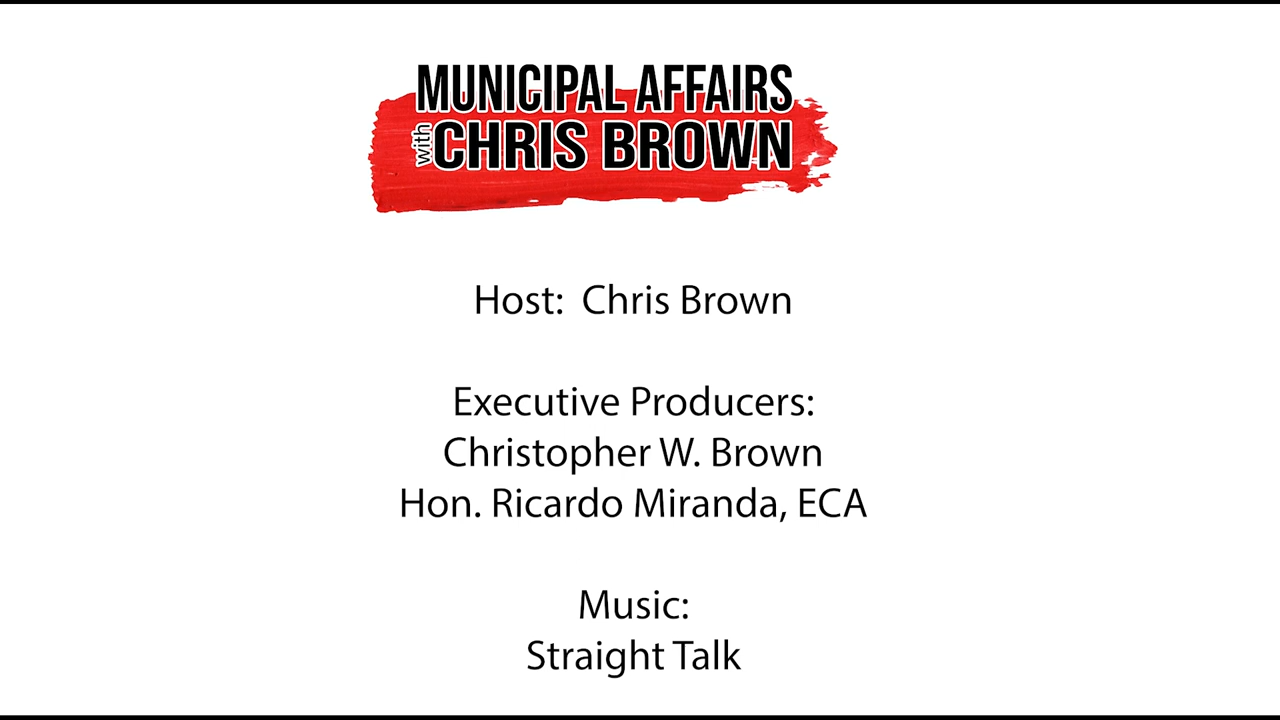 MUNICIPAL AFFAIRS
with CHRIS BROWN
Host: Chris Brown
Executive Producers:
Christopher W. Brown
Hon. Ricardo Miranda, ECA
Music:
Straight Talk